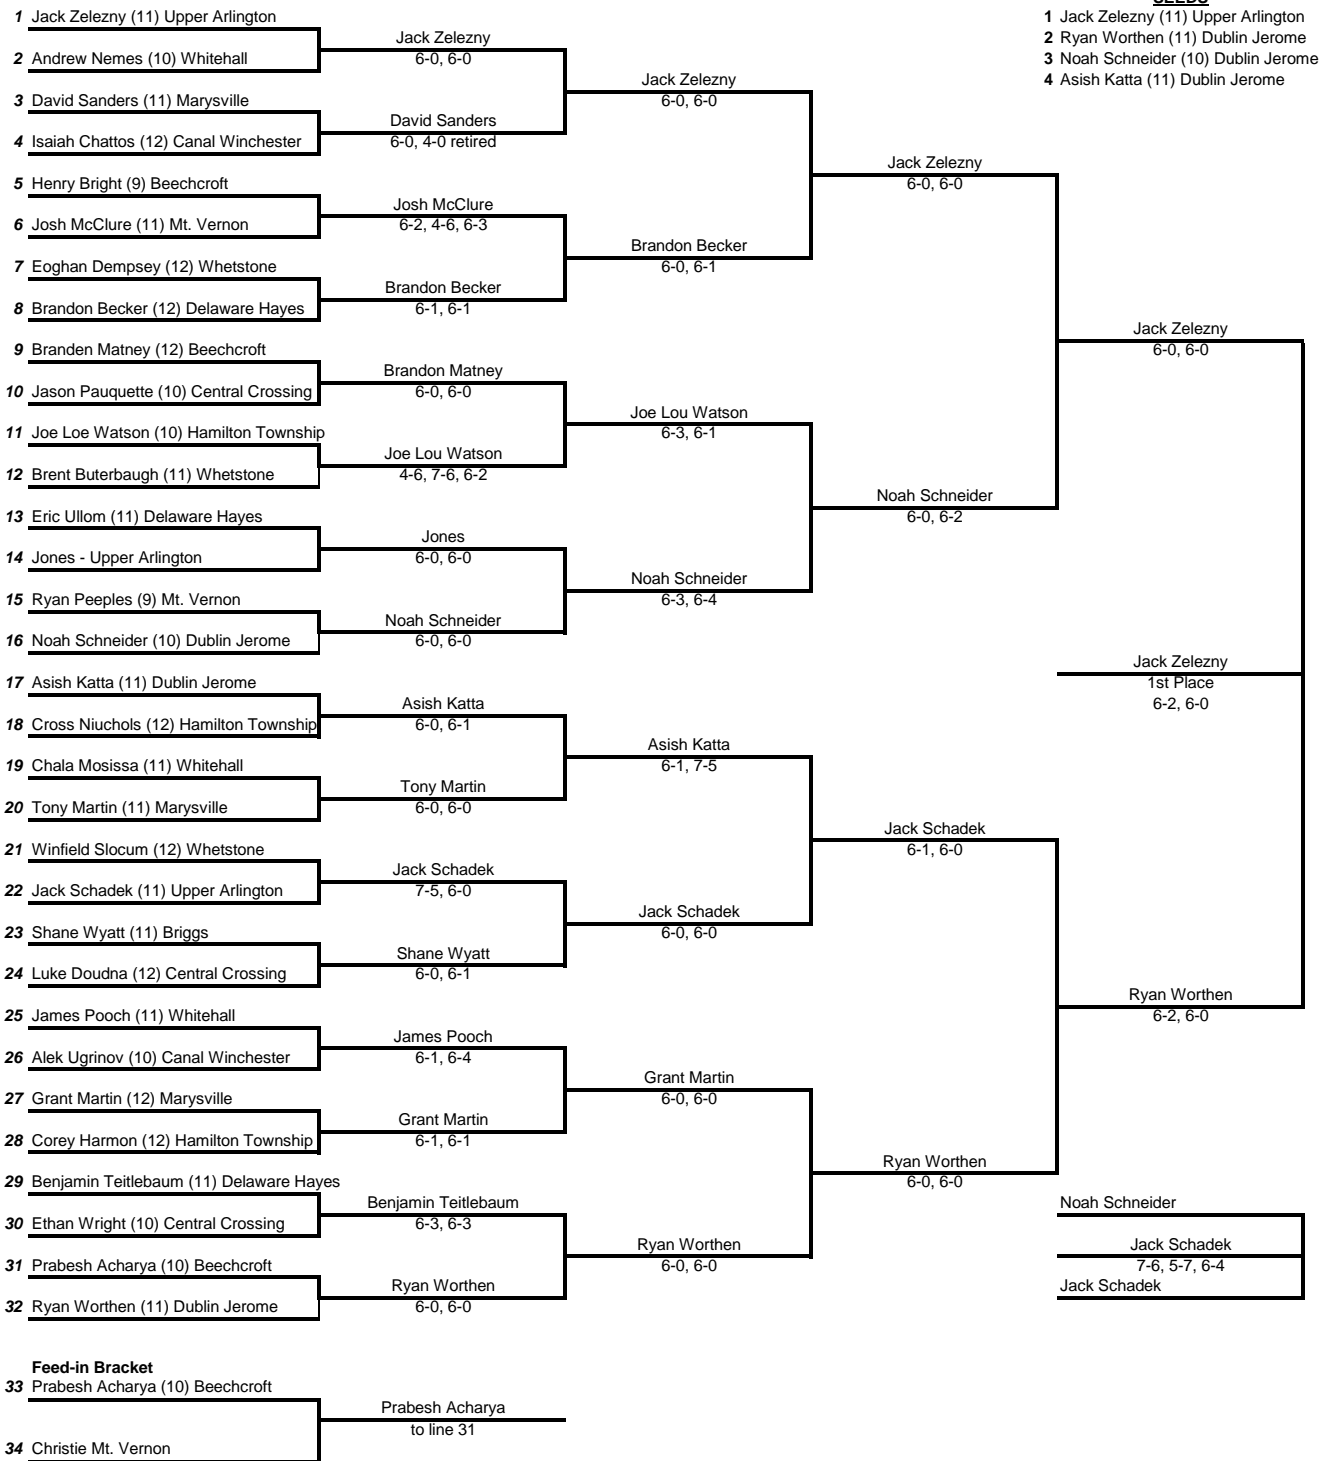 SEEDS
1 Jack Zelezny (11) Upper Arlington
2 Ryan Worthen (11) Dublin Jerome
3 Noah Schneider (10) Dublin Jerome
4 Asish Katta (11) Dublin Jerome
1 Jack Zelezny (11) Upper Arlington
2 Andrew Nemes (10) Whitehall
3 David Sanders (11) Marysville
4 Isaiah Chattos (12) Canal Winchester
5 Henry Bright (9) Beechcroft
6 Josh McClure (11) Mt. Vernon
7 Eoghan Dempsey (12) Whetstone
8 Brandon Becker (12) Delaware Hayes
9 Branden Matney (12) Beechcroft
10 Jason Pauquette (10) Central Crossing
11 Joe Loe Watson (10) Hamilton Township
12 Brent Buterbaugh (11) Whetstone
13 Eric Ullom (11) Delaware Hayes
14 Jones - Upper Arlington
15 Ryan Peeples (9) Mt. Vernon
16 Noah Schneider (10) Dublin Jerome
17 Asish Katta (11) Dublin Jerome
18 Cross Niuchols (12) Hamilton Township
19 Chala Mosissa (11) Whitehall
20 Tony Martin (11) Marysville
21 Winfield Slocum (12) Whetstone
22 Jack Schadek (11) Upper Arlington
23 Shane Wyatt (11) Briggs
24 Luke Doudna (12) Central Crossing
25 James Pooch (11) Whitehall
26 Alek Ugrinov (10) Canal Winchester
27 Grant Martin (12) Marysville
28 Corey Harmon (12) Hamilton Township
29 Benjamin Teitlebaum (11) Delaware Hayes
30 Ethan Wright (10) Central Crossing
31 Prabesh Acharya (10) Beechcroft
32 Ryan Worthen (11) Dublin Jerome
Jack Zelezny
6-0, 6-0
David Sanders
6-0, 4-0 retired
Josh McClure
6-2, 4-6, 6-3
Brandon Becker
6-1, 6-1
Brandon Matney
6-0, 6-0
Joe Lou Watson
4-6, 7-6, 6-2
Jones
6-0, 6-0
Noah Schneider
6-0, 6-0
Asish Katta
6-0, 6-1
Tony Martin
6-0, 6-0
Jack Schadek
7-5, 6-0
Shane Wyatt
6-0, 6-1
James Pooch
6-1, 6-4
Grant Martin
6-1, 6-1
Benjamin Teitlebaum
6-3, 6-3
Ryan Worthen
6-0, 6-0
Jack Zelezny
6-0, 6-0
Brandon Becker
6-0, 6-1
Joe Lou Watson
6-3, 6-1
Noah Schneider
6-3, 6-4
Asish Katta
6-1, 7-5
Jack Schadek
6-0, 6-0
Grant Martin
6-0, 6-0
Ryan Worthen
6-0, 6-0
Jack Zelezny
6-0, 6-0
Noah Schneider
6-0, 6-2
Jack Schadek
6-1, 6-0
Ryan Worthen
6-0, 6-0
Jack Zelezny
6-0, 6-0
Ryan Worthen
6-2, 6-0
Jack Zelezny
1st Place
6-2, 6-0
Noah Schneider
Jack Schadek
7-6, 5-7, 6-4
Jack Schadek
Feed-in Bracket
33 Prabesh Acharya (10) Beechcroft
34 Christie Mt. Vernon
Prabesh Acharya
to line 31